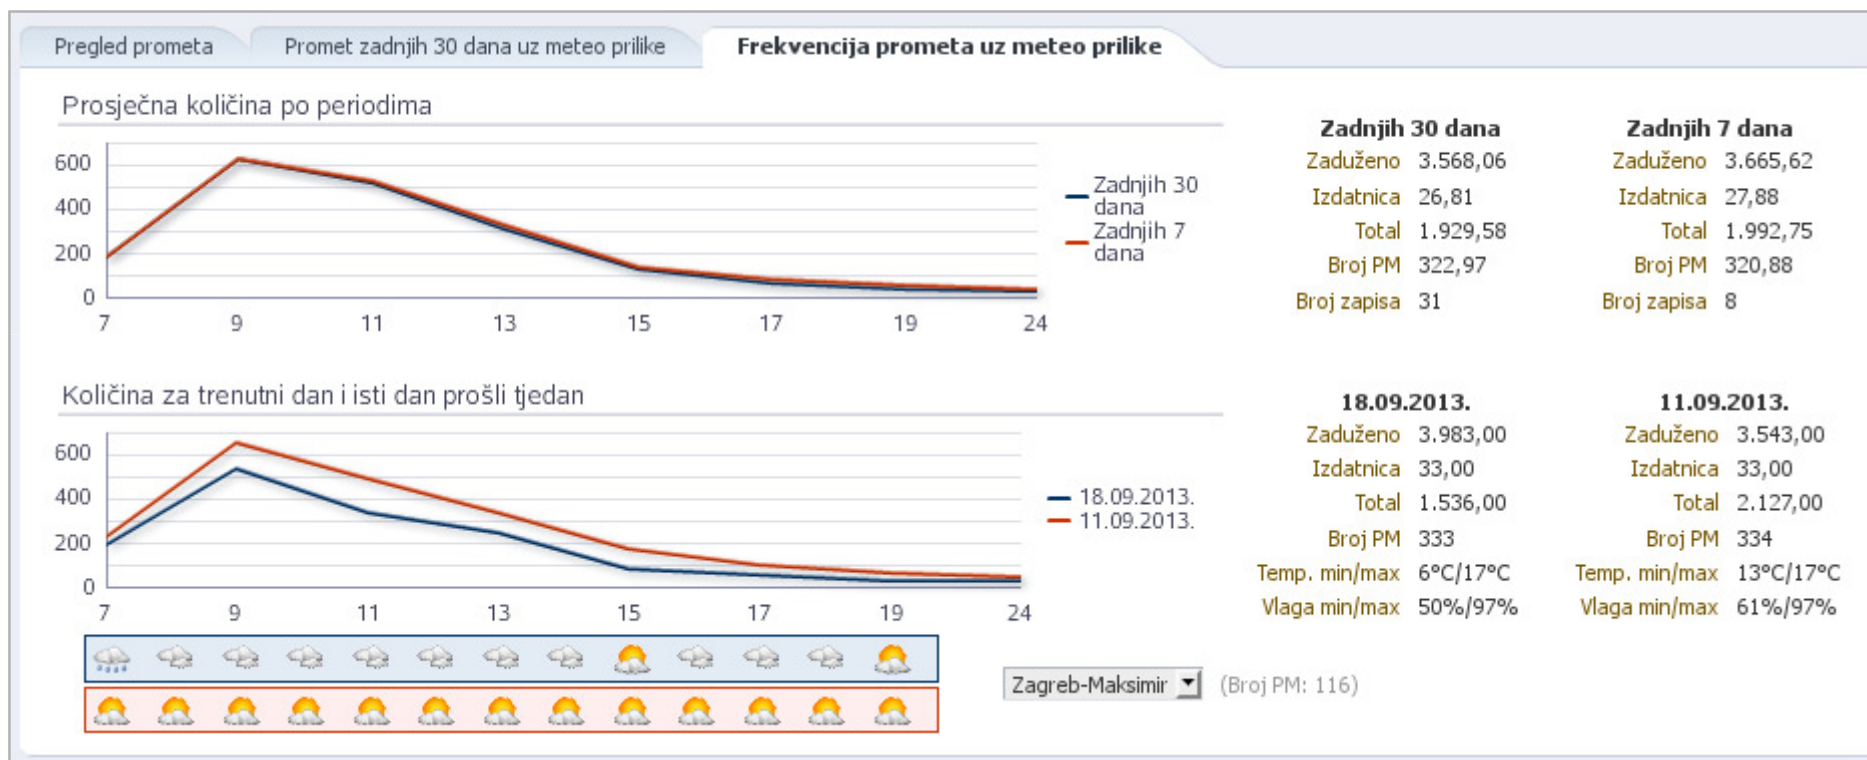 Pregled prometa
Promet zadnjih 30 dana uz meteo prilike
Frekvencija prometa uz meteo prilike
Prosječna količina po periodima
600
400
200
0
7 9 11 13 15 17 19 24
Zadnjih 30
dana
Zadnjih 7
dana
Zadnjih 30 dana
Zaduženo 3.568,06
Izdatnica 26,81
Total 1.929,58
Broj PM 322,97
Broj zapisa 31
Zadnjih 7 dana
Zaduženo 3.665,62
Izdatnica 27,88
Total 1.992,75
Broj PM 320,88
Broj zapisa 8
Količina za trenutni dan i isti dan prošli tjedan
600
400
200
0
7 9 11 13 15 17 19 24
18.09.2013.
11.09.2013.
18.09.2013.
Zaduženo 3.983,00
Izdatnica 33,00
Total 1.536,00
Broj PM 333
Temp. min/max 6°C/17°C
Vlaga min/max 50%/97%
11.09.2013.
Zaduženo 3.543,00
Izdatnica 33,00
Total 2.127,00
Broj PM 334
Temp. min/max 13°C/17°C
Vlaga min/max 61%/97%
Zagreb-Maksimir (Broj PM: 116)